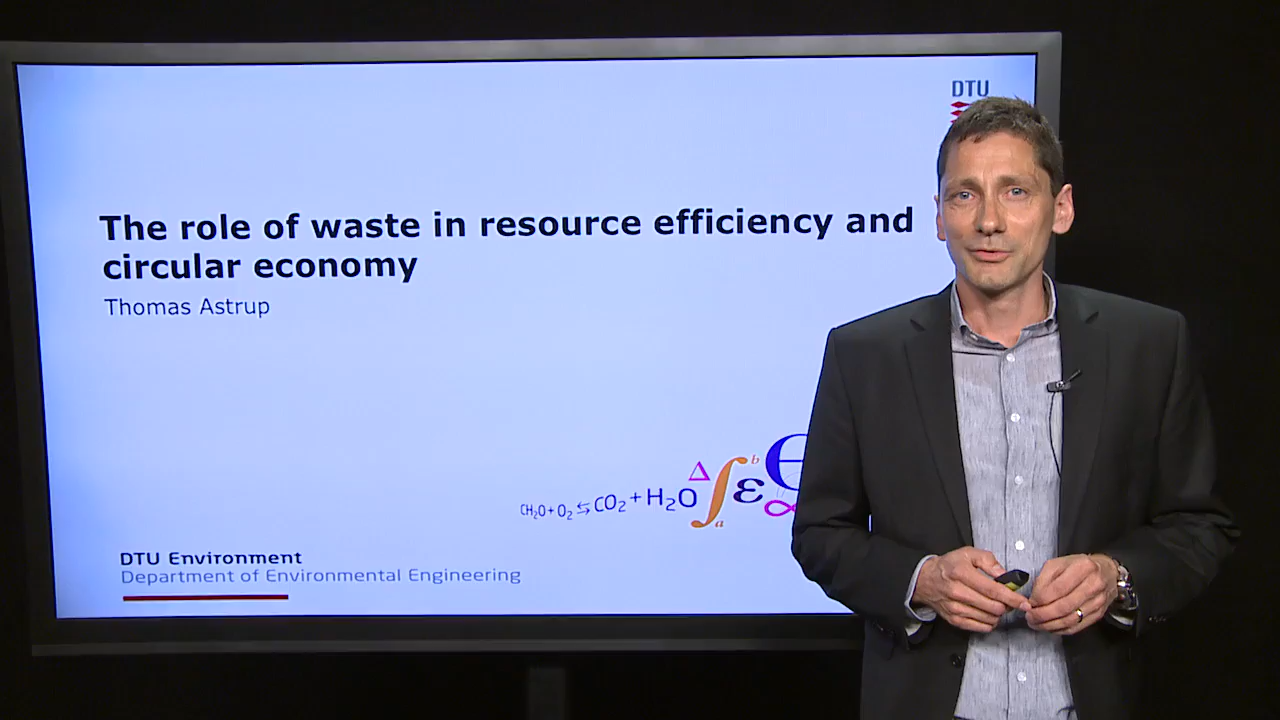 DTU
The role of waste in resource efficiency and
circular economy
Thomas Astrup
CH₂O+O₂⇆CO₂+H₂O
Δ∫ₐᵇε
∞
DTU Environment
Department of Environmental Engineering